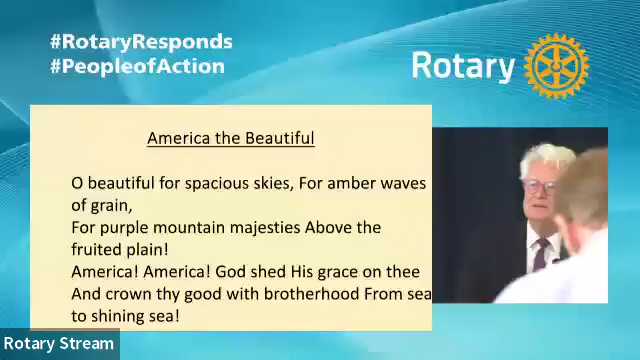 #RotaryResponds
#PeopleofAction
Rotary
America the Beautiful
O beautiful for spacious skies, For amber waves
of grain,
For purple mountain majesties Above the
fruited plain!
America! America! God shed His grace on thee
And crown thy good with brotherhood From sea
to shining sea!
Rotary Stream